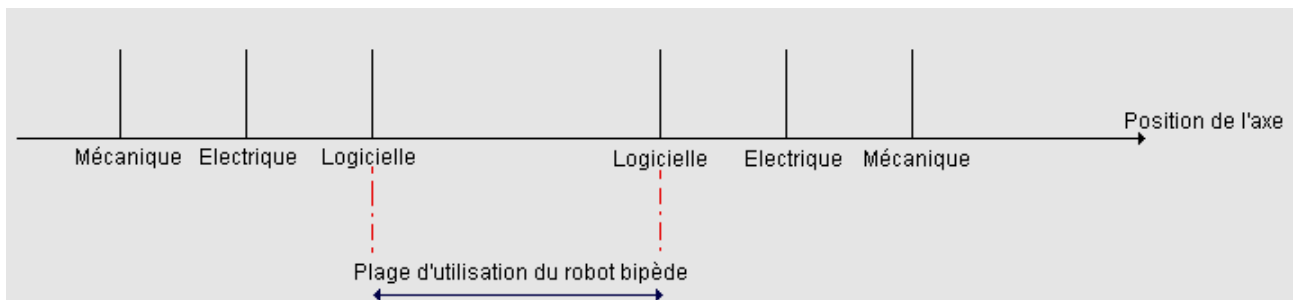 Position de l'axe
Mécanique Electrique Logicielle Logicielle Electrique Mécanique
Plage d'utilisation du robot bipède